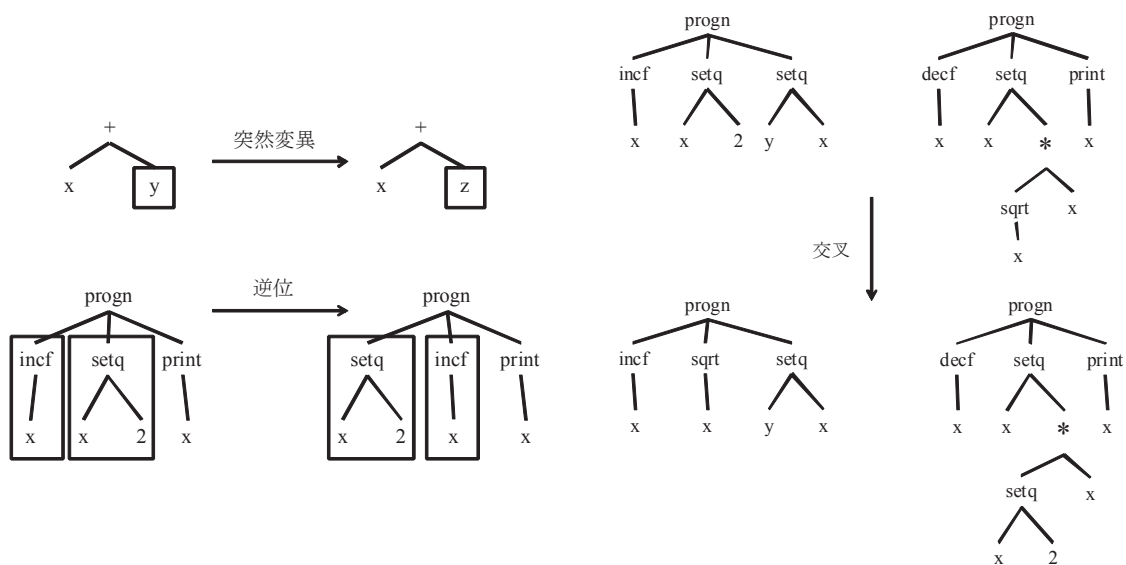 +
x y
突然変異
+
x z
progn
incf setq print
x x 2 x
逆位
progn
setq incf print
x 2 x x
progn
incf setq setq
x x 2 y x
progn
decf setq print
x x * x
sqrt x
x
交叉
progn
incf sqrt setq
x x y x
progn
decf setq print
x x * x
setq x
x 2